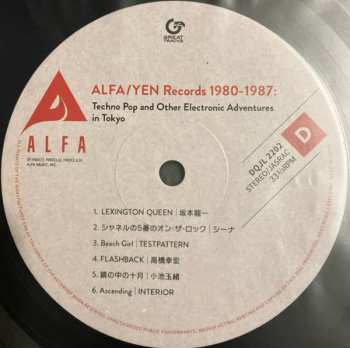 GREAT TRACKS
ALFA/YEN Records 1980-1987:
Techno Pop and Other Electronic Adventures
in Tokyo
ALFA
ALFA MUSIC, INC.
D
DQJL 2202
STEREO/JASRAC
33⅓RPM
1. LEXINGTON QUEEN | 坂本龍一
2. シャネルの5番のオン・ザ・ロック | シーナ
3. Beach Girl | TESTPATTERN
4. FLASHBACK | 高橋幸宏
5. 鏡の中の十月 | 小池玉緒
6. Ascending | INTERIOR